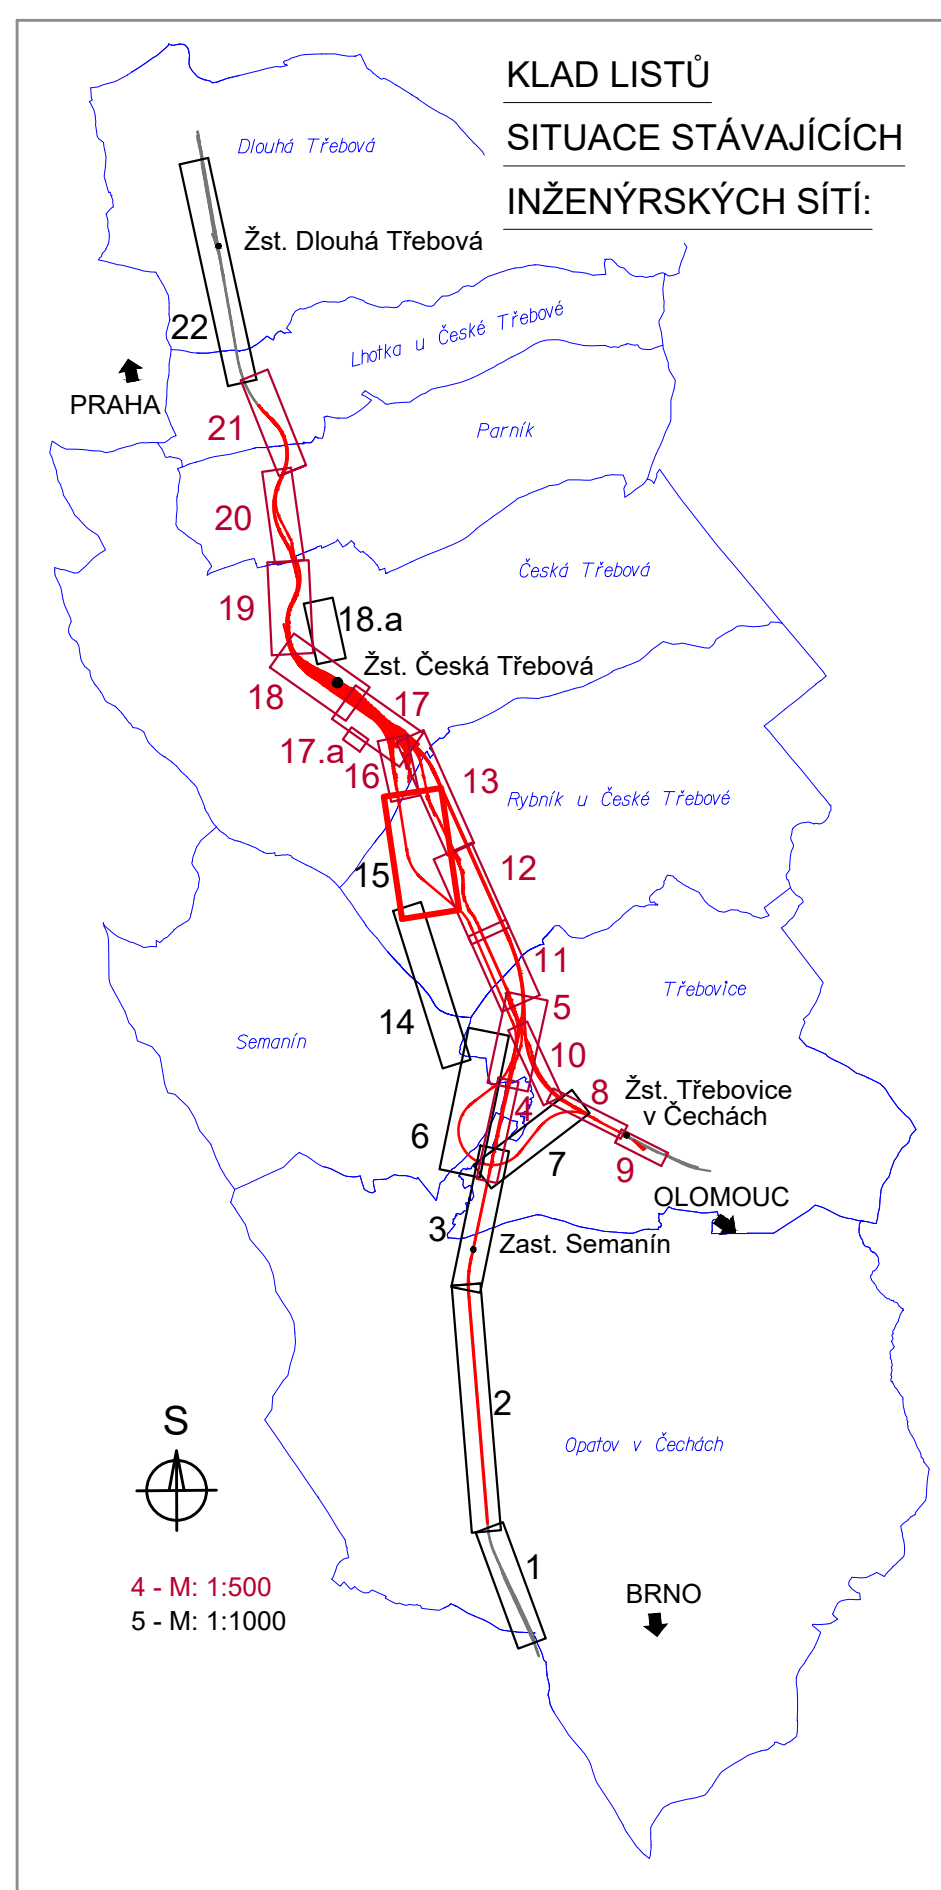 KLAD LISTŮ
SITUACE STÁVAJÍCÍCH
INŽENÝRSKÝCH SÍTÍ:
Dlouhá Třebová
Žst. Dlouhá Třebová
22
Lhotka u České Třebové
PRAHA
21
Parník
20
Česká Třebová
19
18.a
Žst. Česká Třebová
18
17
17.a
16
13
Rybník u České Třebové
15
12
11
Třebovice
5
14
Semanín
10
8
Žst. Třebovice
v Čechách
4
6
7
9
OLOMOUC
3
Zast. Semanín
2
S
Opatov v Čechách
1
4 - M: 1:500
5 - M: 1:1000
BRNO